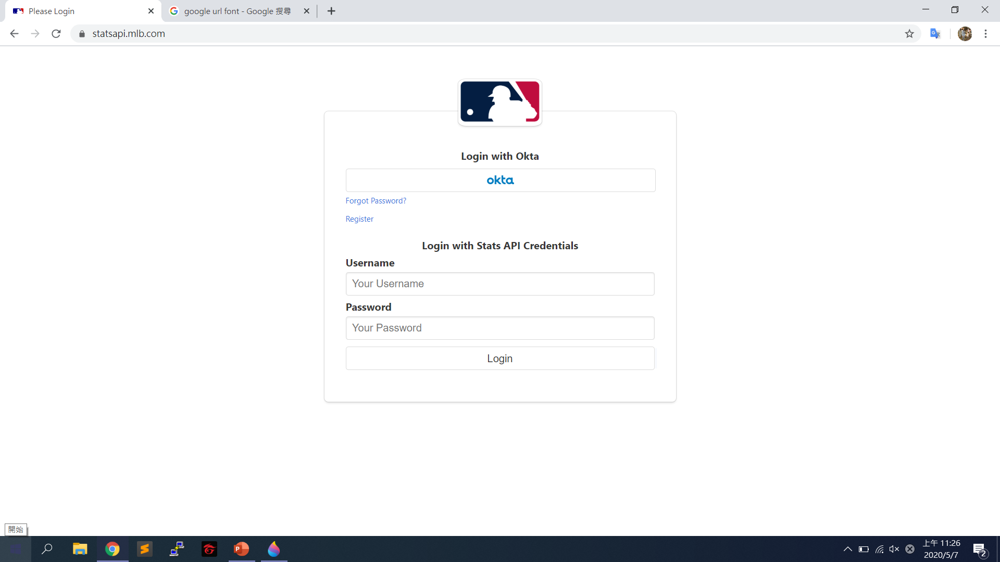 Please Login
google url font - Google 搜尋
statsapi.mlb.com
Login with Okta
okta
Forgot Password?
Register
Login with Stats API Credentials
Username
Your Username
Password
Your Password
Login
開始
上午 11:26
2020/5/7
2